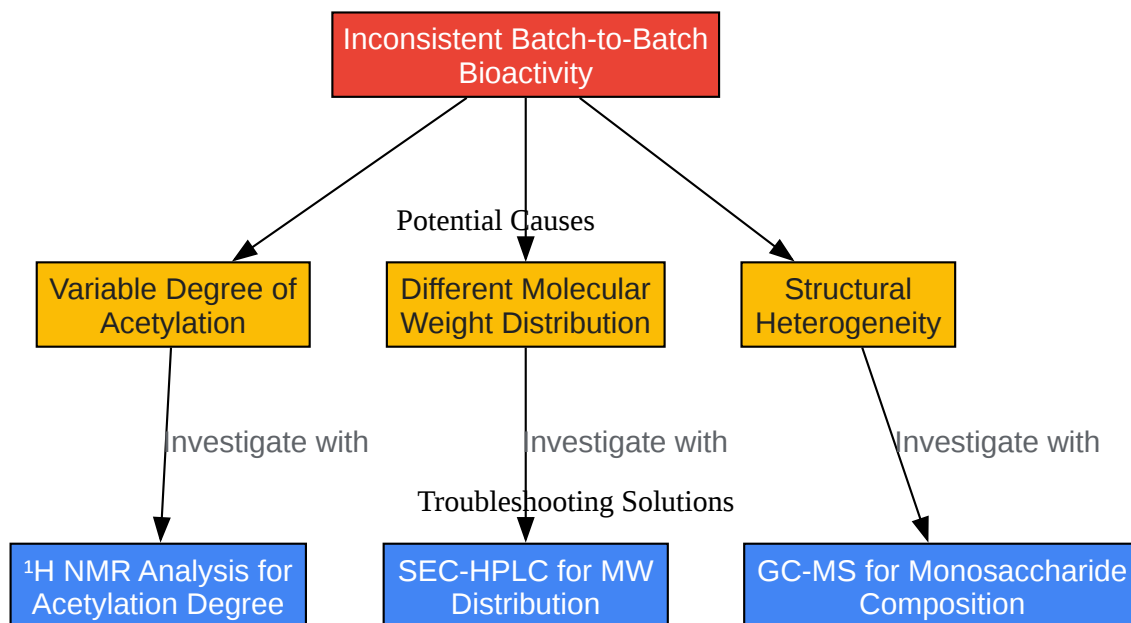 Inconsistent Batch-to-Batch
Bioactivity
Potential Causes
Variable Degree of
Acetylation
Different Molecular
Weight Distribution
Structural
Heterogeneity
Investigate with
Investigate with
Investigate with
Troubleshooting Solutions
¹H NMR Analysis for
Acetylation Degree
SEC-HPLC for MW
Distribution
GC-MS for Monosaccharide
Composition